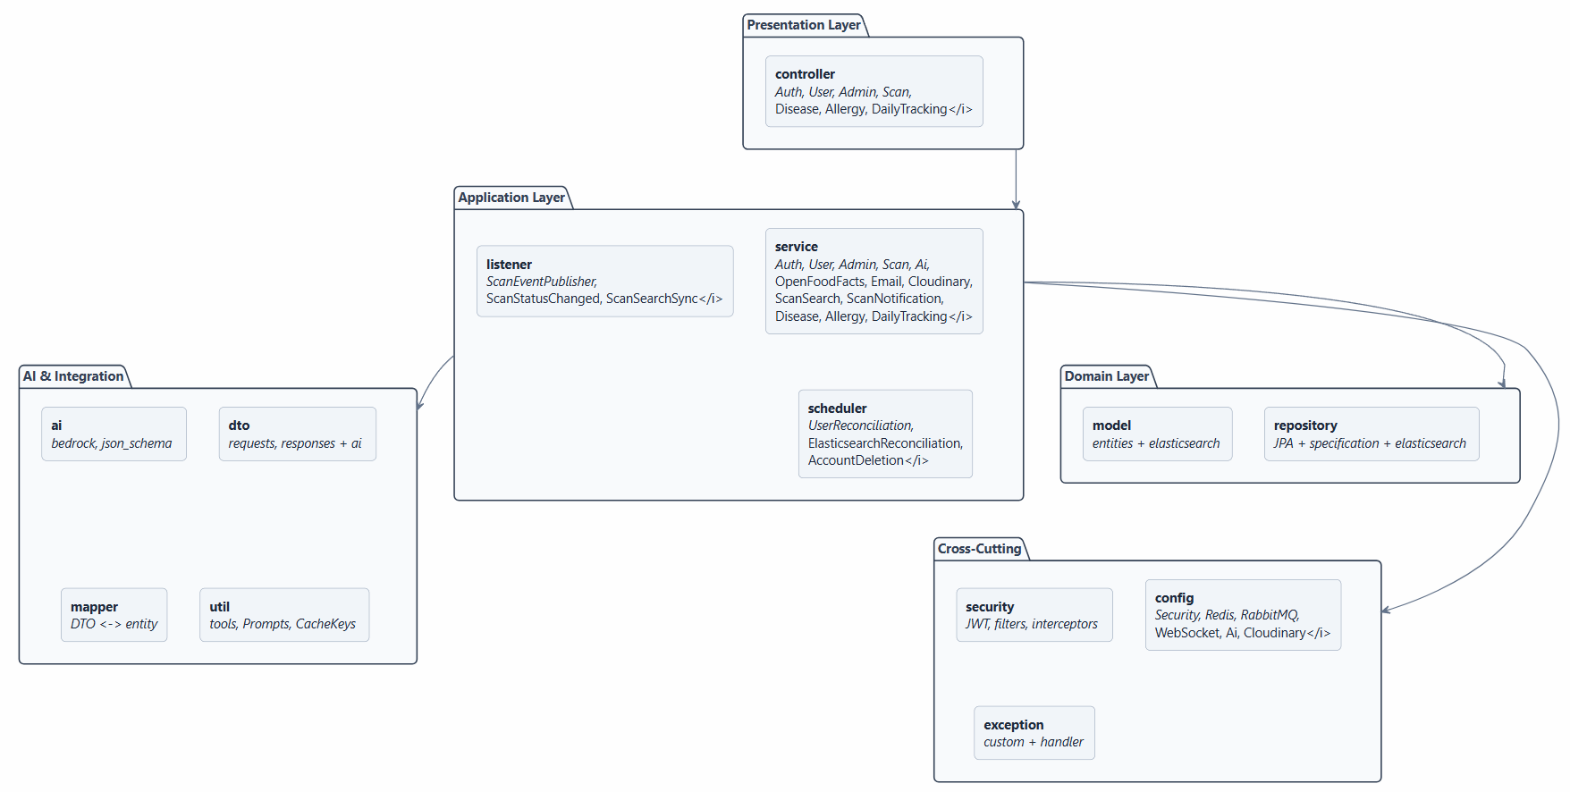 Presentation Layer
controller
Auth, User, Admin, Scan,
Disease, Allergy, DailyTracking</i>
Application Layer
listener
ScanEventPublisher,
ScanStatusChanged, ScanSearchSync</i>
service
Auth, User, Admin, Scan, Ai,
OpenFoodFacts, Email, Cloudinary,
ScanSearch, ScanNotification,
Disease, Allergy, DailyTracking</i>
scheduler
UserReconciliation,
ElasticsearchReconciliation,
AccountDeletion</i>
AI & Integration
ai
bedrock, json_schema
dto
requests, responses + ai
mapper
DTO <-> entity
util
tools, Prompts, CacheKeys
Domain Layer
model
entities + elasticsearch
repository
JPA + specification + elasticsearch
Cross-Cutting
security
JWT, filters, interceptors
config
Security, Redis, RabbitMQ,
WebSocket, Ai, Cloudinary</i>
exception
custom + handler